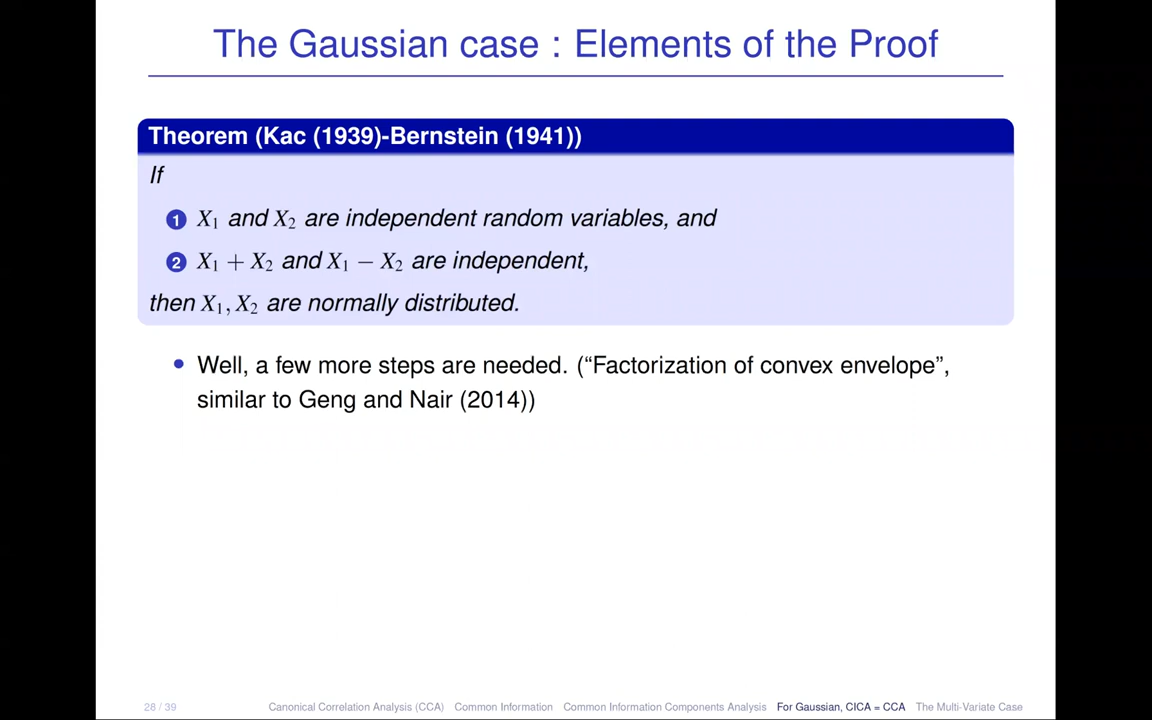 The Gaussian case : Elements of the Proof
Theorem (Kac (1939)-Bernstein (1941))
If
1 X₁ and X₂ are independent random variables, and
2 X₁ + X₂ and X₁ − X₂ are independent,
then X₁, X₂ are normally distributed.
• Well, a few more steps are needed. (“Factorization of convex envelope”,
similar to Geng and Nair (2014))
28 / 39 Canonical Correlation Analysis (CCA) Common Information Common Information Components Analysis For Gaussian, CICA = CCA The Multi-Variate Case